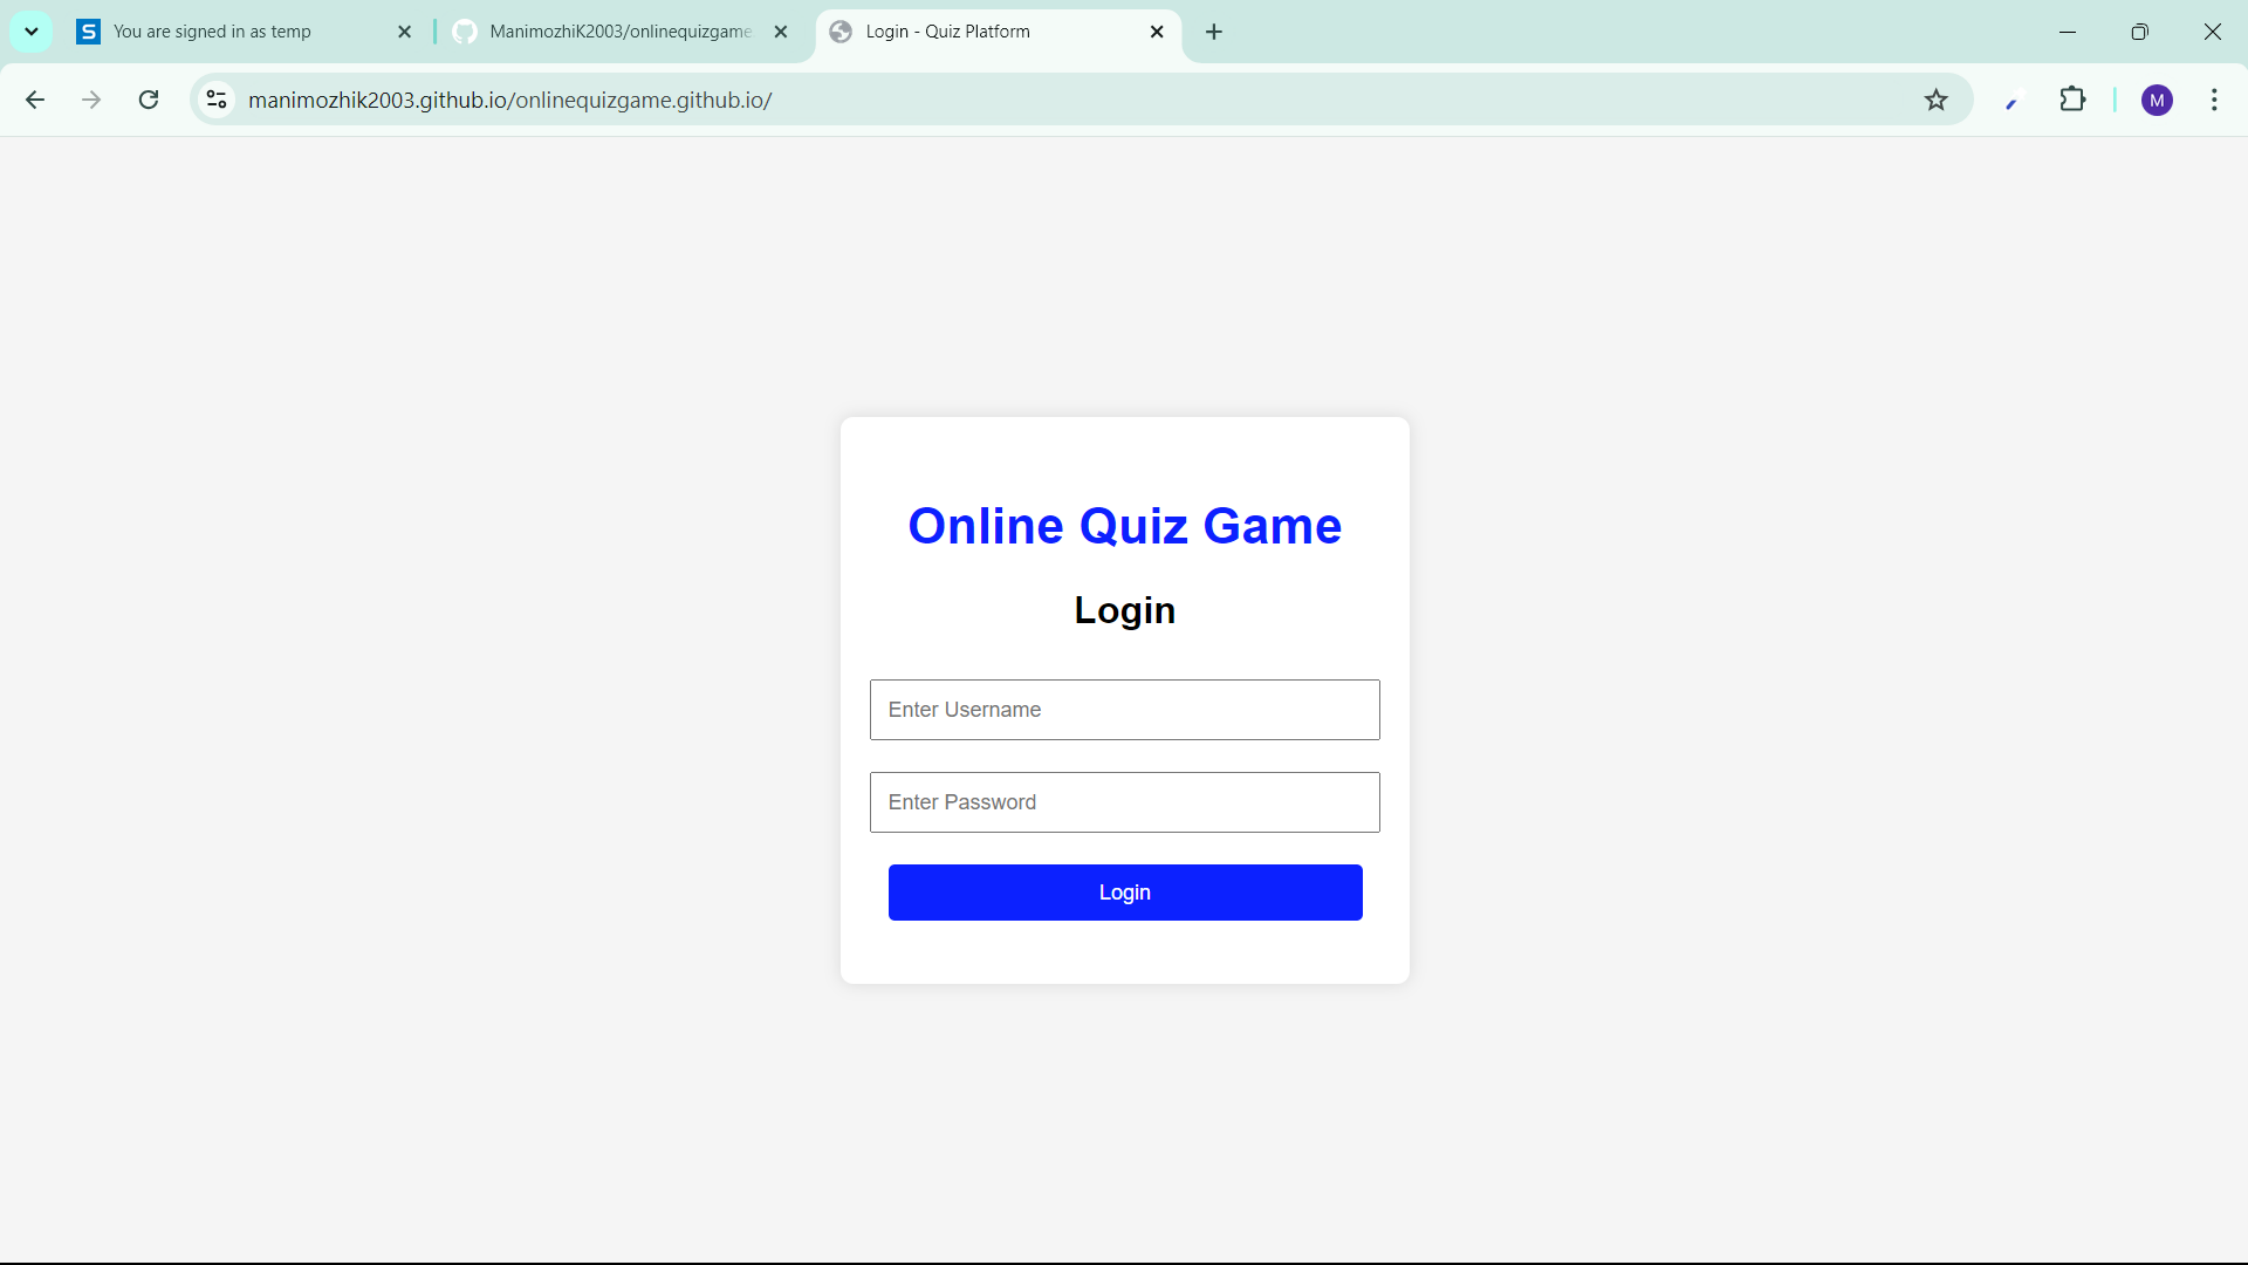 You are signed in as temp
ManimozhiK2003/onlinequizgame
Login - Quiz Platform
manimozhik2003.github.io/onlinequizgame.github.io/
M
Online Quiz Game
Login
Enter Username
Enter Password
Login